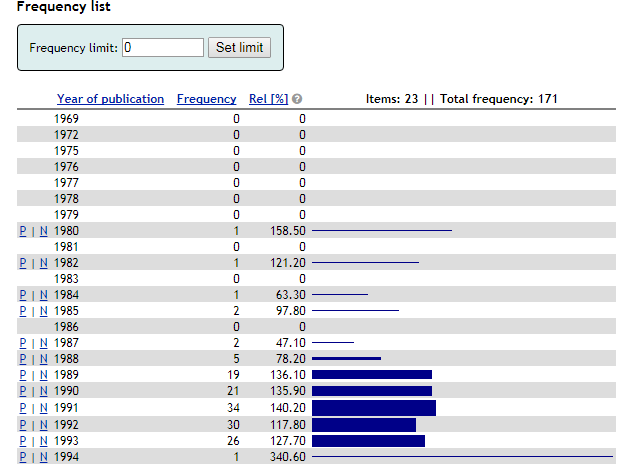 Frequency list
Frequency limit: 0 Set limit
Year of publication Frequency Rel [%] ? Items: 23 || Total frequency: 171
1969 0 0
1972 0 0
1975 0 0
1976 0 0
1977 0 0
1978 0 0
1979 0 0
P | N 1980 1 158.50
1981 0 0
P | N 1982 1 121.20
1983 0 0
P | N 1984 1 63.30
P | N 1985 2 97.80
1986 0 0
P | N 1987 2 47.10
P | N 1988 5 78.20
P | N 1989 19 136.10
P | N 1990 21 135.90
P | N 1991 34 140.20
P | N 1992 30 117.80
P | N 1993 26 127.70
P | N 1994 1 340.60